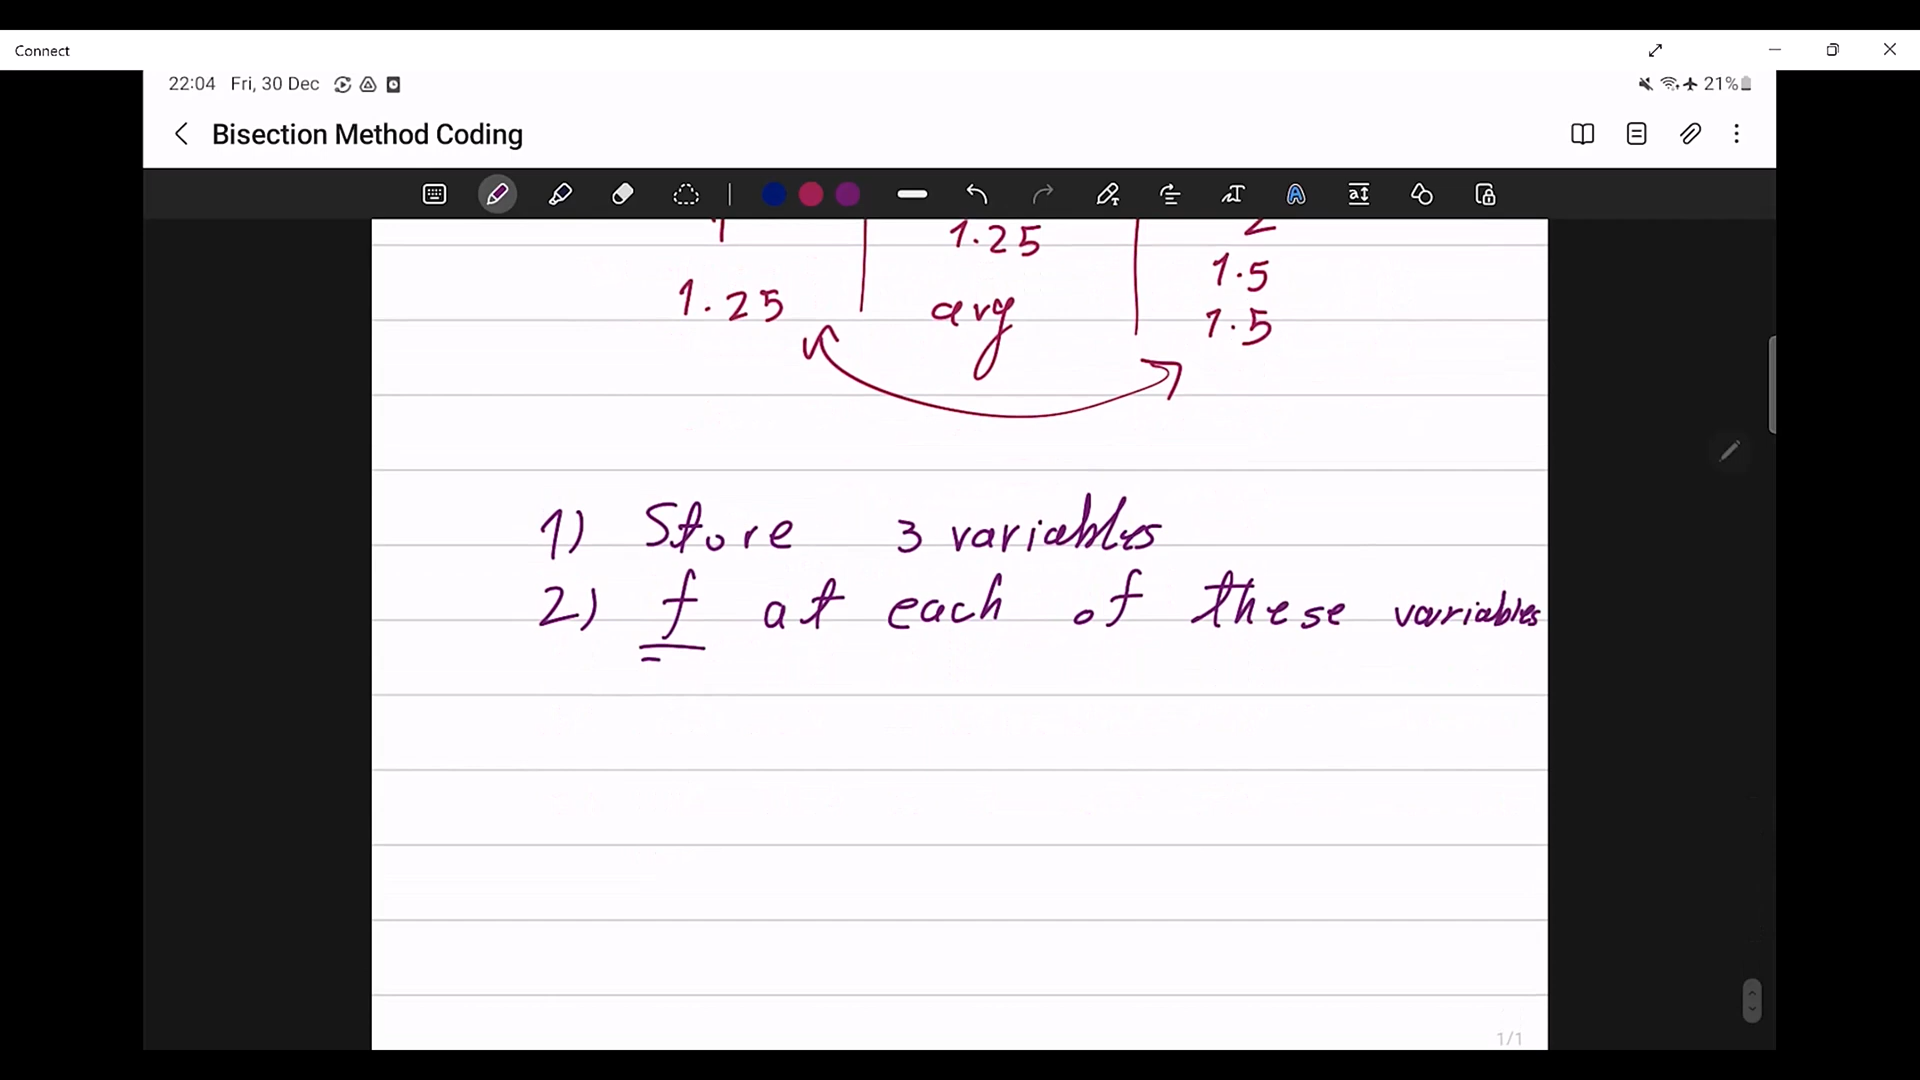 Connect
22:04 Fri, 30 Dec 21%
Bisection Method Coding
1.25
1.5
1.25 avg 1.5
1) Store 3 variables
2) f at each of these variables
1/1